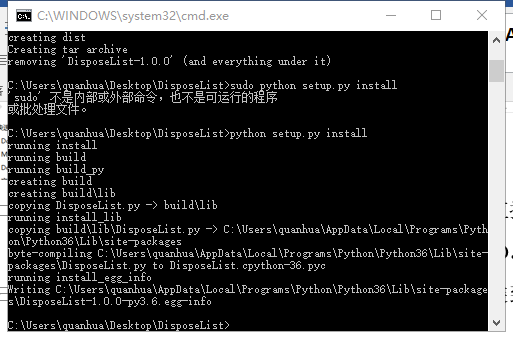 C:\WINDOWS\system32\cmd.exe
creating dist
Creating tar archive
removing 'DisposeList-1.0.0' (and everything under it)
C:\Users\quanhua\Desktop\DisposeList>sudo python setup.py install
'sudo' 不是内部或外部命令，也不是可运行的程序
或批处理文件。
C:\Users\quanhua\Desktop\DisposeList>python setup.py install
running install
running build
running build_py
creating build
creating build\lib
copying DisposeList.py -> build\lib
running install_lib
copying build\lib\DisposeList.py -> C:\Users\quanhua\AppData\Local\Programs\Pyth
on\Python36\Lib\site-packages
byte-compiling C:\Users\quanhua\AppData\Local\Programs\Python\Python36\Lib\site-
packages\DisposeList.py to DisposeList.cpython-36.pyc
running install_egg_info
Writing C:\Users\quanhua\AppData\Local\Programs\Python\Python36\Lib\site-package
s\DisposeList-1.0.0-py3.6.egg-info
C:\Users\quanhua\Desktop\DisposeList>